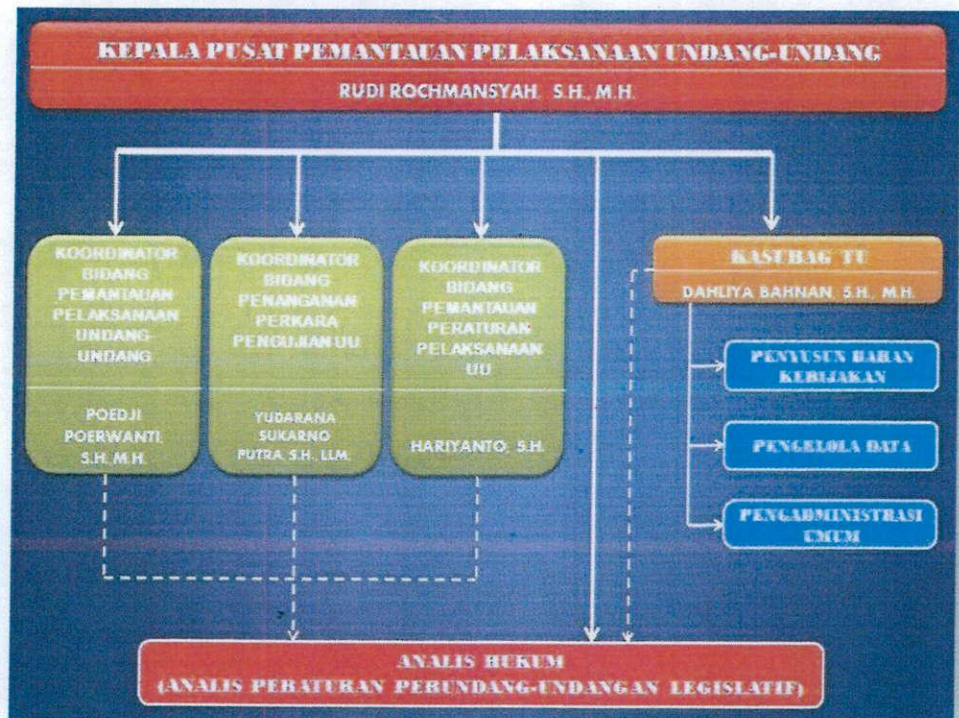 KEPALA PUSAT PEMANTAUAN PELAKSANAAN UNDANG-UNDANG
RUDI ROCHMANSYAH, S.H., M.H.
KOORDINATOR
BIDANG
PEMANTAUAN
PELAKSANAAN
UNDANG-
UNDANG
POEDJI
POERWANTI,
S.H, M.H.
KOORDINATOR
BIDANG
PENANGANAN
PERKARA
PENGUJIAN UU
YUDARANA
SUKARNO
PUTRA, S.H., LLM,
KOORDINATOR
BIDANG
PEMANTAUAN
PERATURAN
PELAKSANAAN
UU
HARIYANTO, S.H.
KASUBAG TU
DAHLIYA BAHNAN, S.H., M.H.
PENYUSUN BAHAN
KEBIJAKAN
PENGELOLA DATA
PENGADMINISTRASI
UMUM
ANALIS HUKUM
(ANALIS PERATURAN PERUNDANG-UNDANGAN LEGISLATIF)